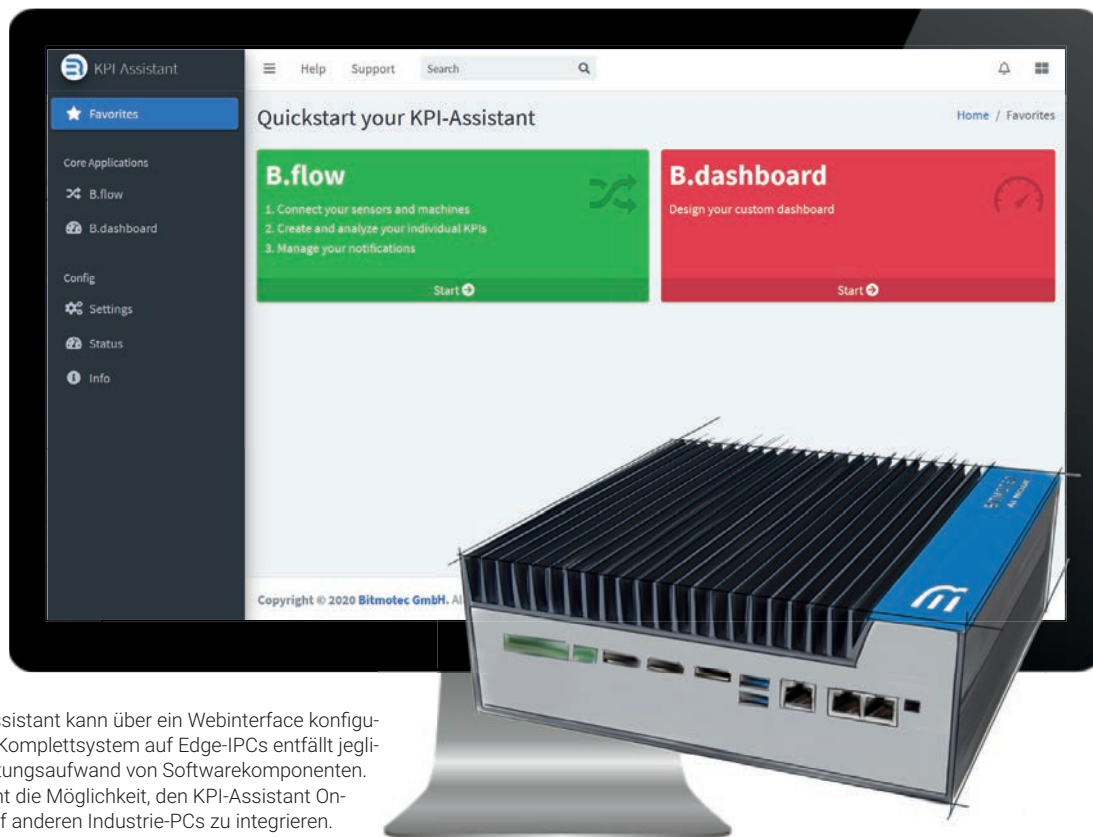 KPI Assistant
Help Support Search
Favorites
Quickstart your KPI-Assistant
Home / Favorites
Core Applications
B.flow
B.dashboard
Config
Settings
Status
Info
B.flow
1. Connect your sensors and machines
2. Create and analyze your individual KPIs
3. Manage your notifications
Start
B.dashboard
Design your custom dashboard
Start
Copyright © 2020 Bitmotec GmbH.
BITMOTEC
ssistant kann über ein Webinterface konfigu-
Komplettsystem auf Edge-IPCs entfällt jegli-
tungsaufwand von Softwarekomponenten.
nt die Möglichkeit, den KPI-Assistant On-
f anderen Industrie-PCs zu integrieren.